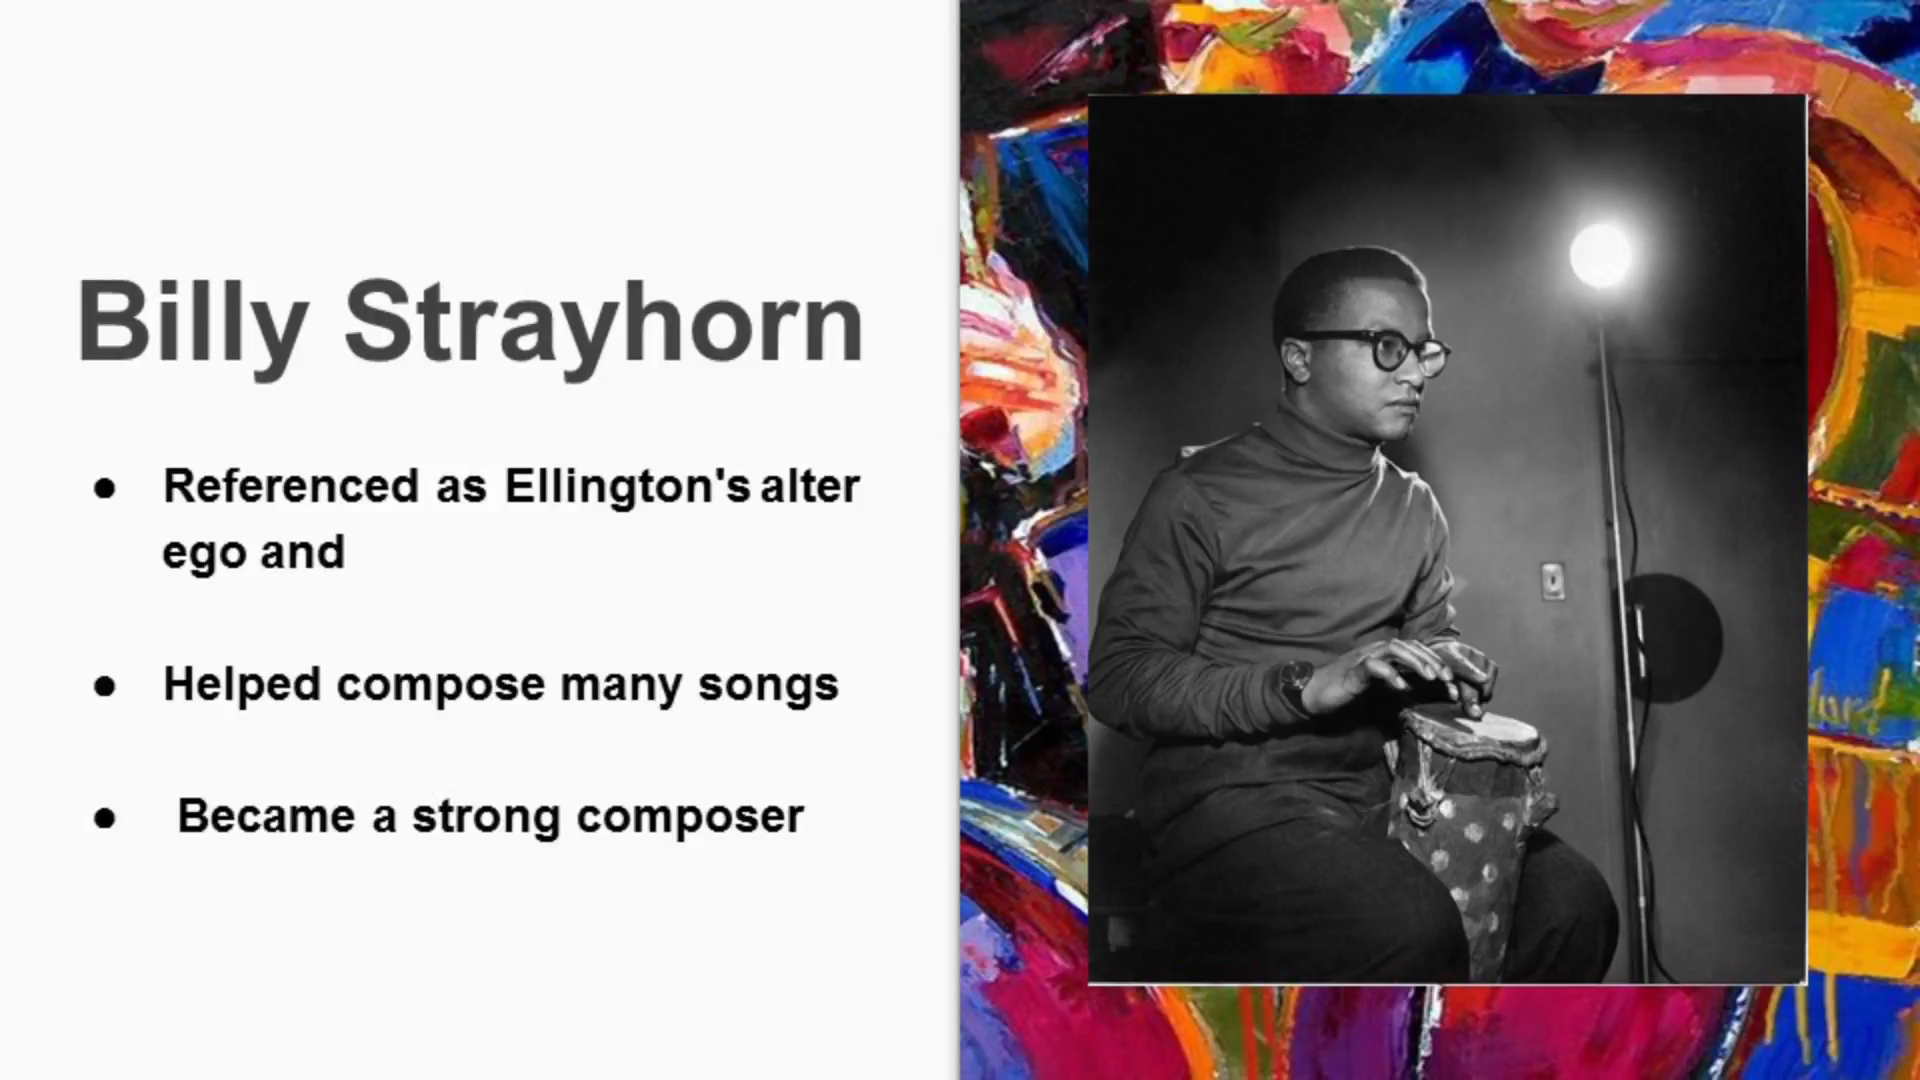 Billy Strayhorn
● Referenced as Ellington's alter
ego and
● Helped compose many songs
● Became a strong composer